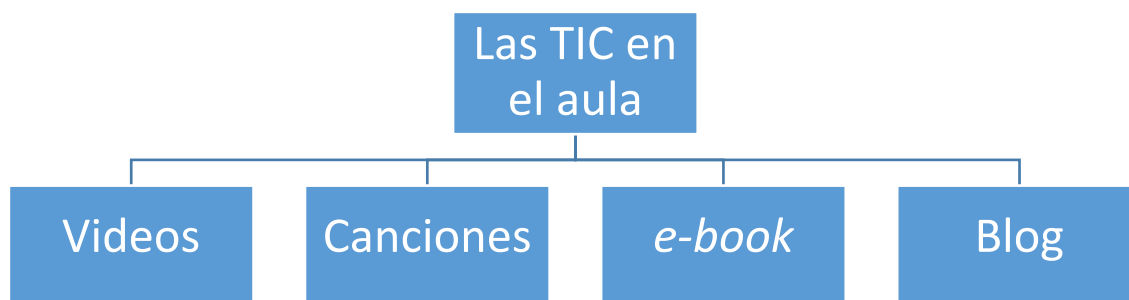 Las TIC en
el aula
Videos
Canciones
e-book
Blog